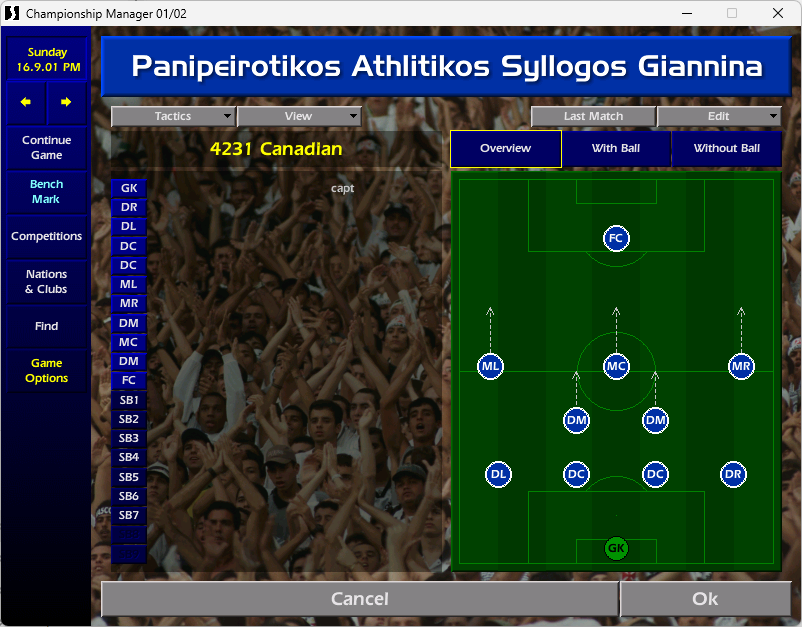 Championship Manager 01/02
Sunday
16.9.01 PM
Panipeirotikos Athlitikos Syllogos Giannina
Tactics
View
Last Match
Edit
Continue
Game
Bench
Mark
Competitions
Nations
& Clubs
Find
Game
Options
4231 Canadian
Overview
With Ball
Without Ball
GK
capt
DR
DL
DC
DC
ML
MR
DM
MC
DM
FC
SB1
SB2
SB3
SB4
SB5
SB6
SB7
FC
ML
MC
MR
DM
DM
DL
DC
DC
DR
GK
Cancel
Ok